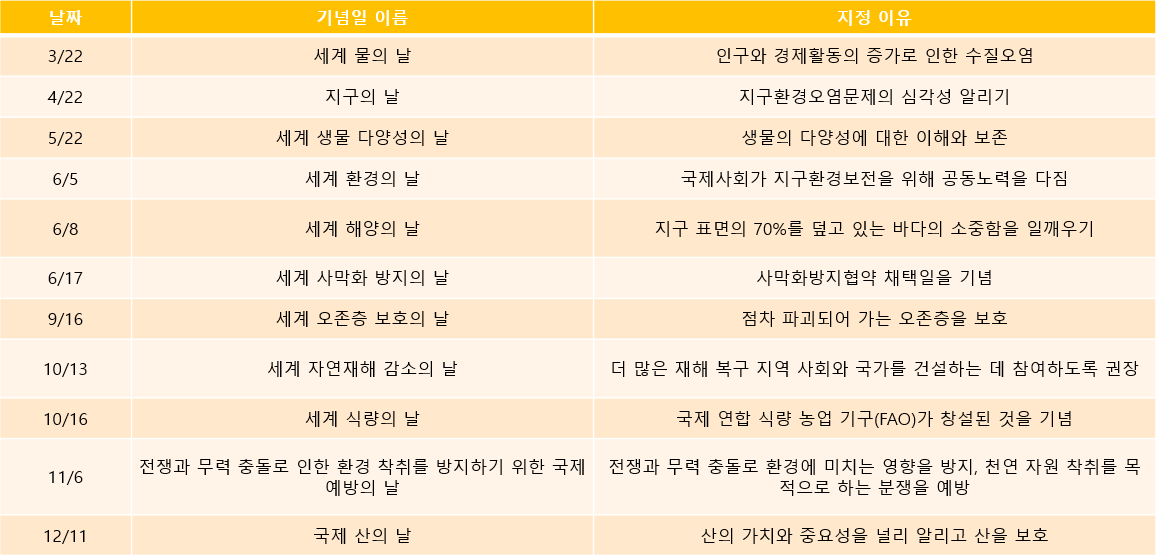 날짜 기념일 이름 지정 이유
3/22 세계 물의 날 인구와 경제활동의 증가로 인한 수질오염
4/22 지구의 날 지구환경오염문제의 심각성 알리기
5/22 세계 생물 다양성의 날 생물의 다양성에 대한 이해와 보존
6/5 세계 환경의 날 국제사회가 지구환경보전을 위해 공동노력을 다짐
6/8 세계 해양의 날 지구 표면의 70%를 덮고 있는 바다의 소중함을 일깨우기
6/17 세계 사막화 방지의 날 사막화방지협약 채택일을 기념
9/16 세계 오존층 보호의 날 점차 파괴되어 가는 오존층을 보호
10/13 세계 자연재해 감소의 날 더 많은 재해 복구 지역 사회와 국가를 건설하는 데 참여하도록 권장
10/16 세계 식량의 날 국제 연합 식량 농업 기구(FAO)가 창설된 것을 기념
11/6 전쟁과 무력 충돌로 인한 환경 착취를 방지하기 위한 국제
예방의 날
전쟁과 무력 충돌로 환경에 미치는 영향을 방지, 천연 자원 착취를 목
적으로 하는 분쟁을 예방
12/11 국제 산의 날 산의 가치와 중요성을 널리 알리고 산을 보호